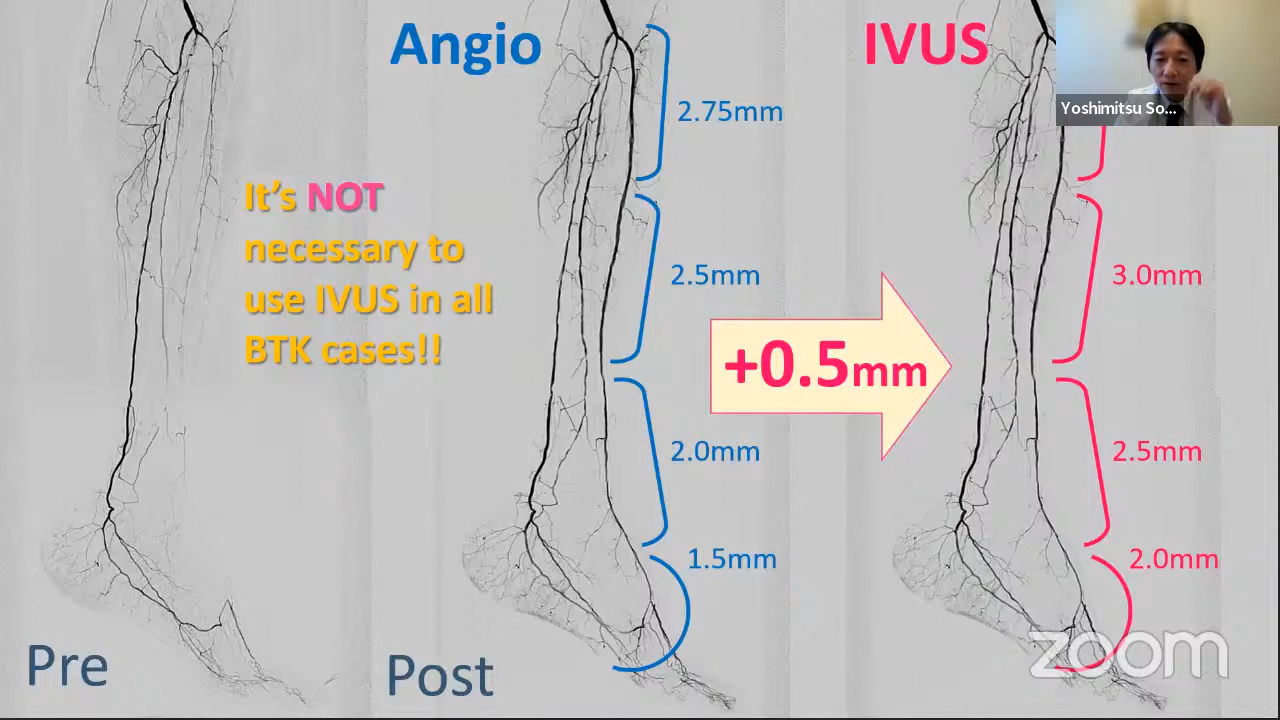 Angio
IVUS
Yoshimitsu So...
2.75mm
It's NOT
necessary to
use IVUS in all
BTK cases!!
2.5mm
3.0mm
+0.5mm
2.0mm
2.5mm
1.5mm
2.0mm
Pre
Post
zoom